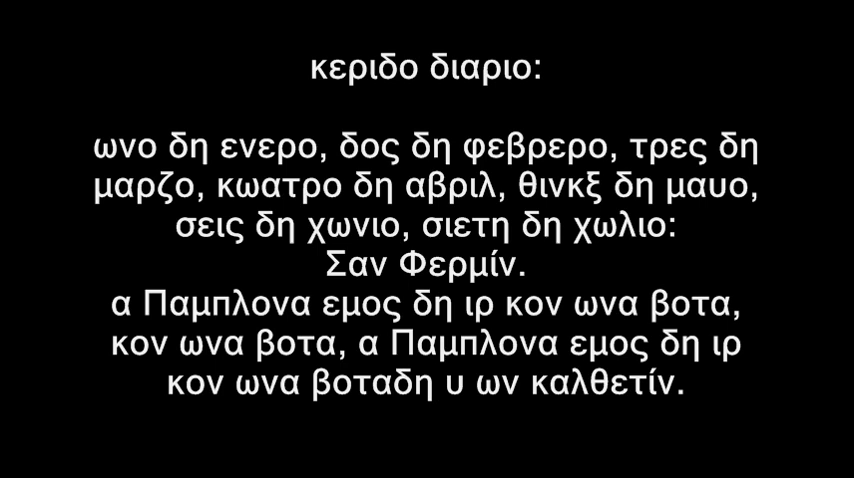 κεριδο διαριο:
ωνο δη ενερο, δος δη φεβρερο, τρες δη
μαρζο, κωατρο δη αβριλ, θινκξ δη μαυο,
σεις δη χωνιο, σιετη δη χωλιο:
Σαν Φερμίν.
α Παμπλονα εμος δη ιρ κον ωνα βοτα,
κον ωνα βοτα, α Παμπλονα εμος δη ιρ
κον ωνα βοταδη υ ων καλθετίν.